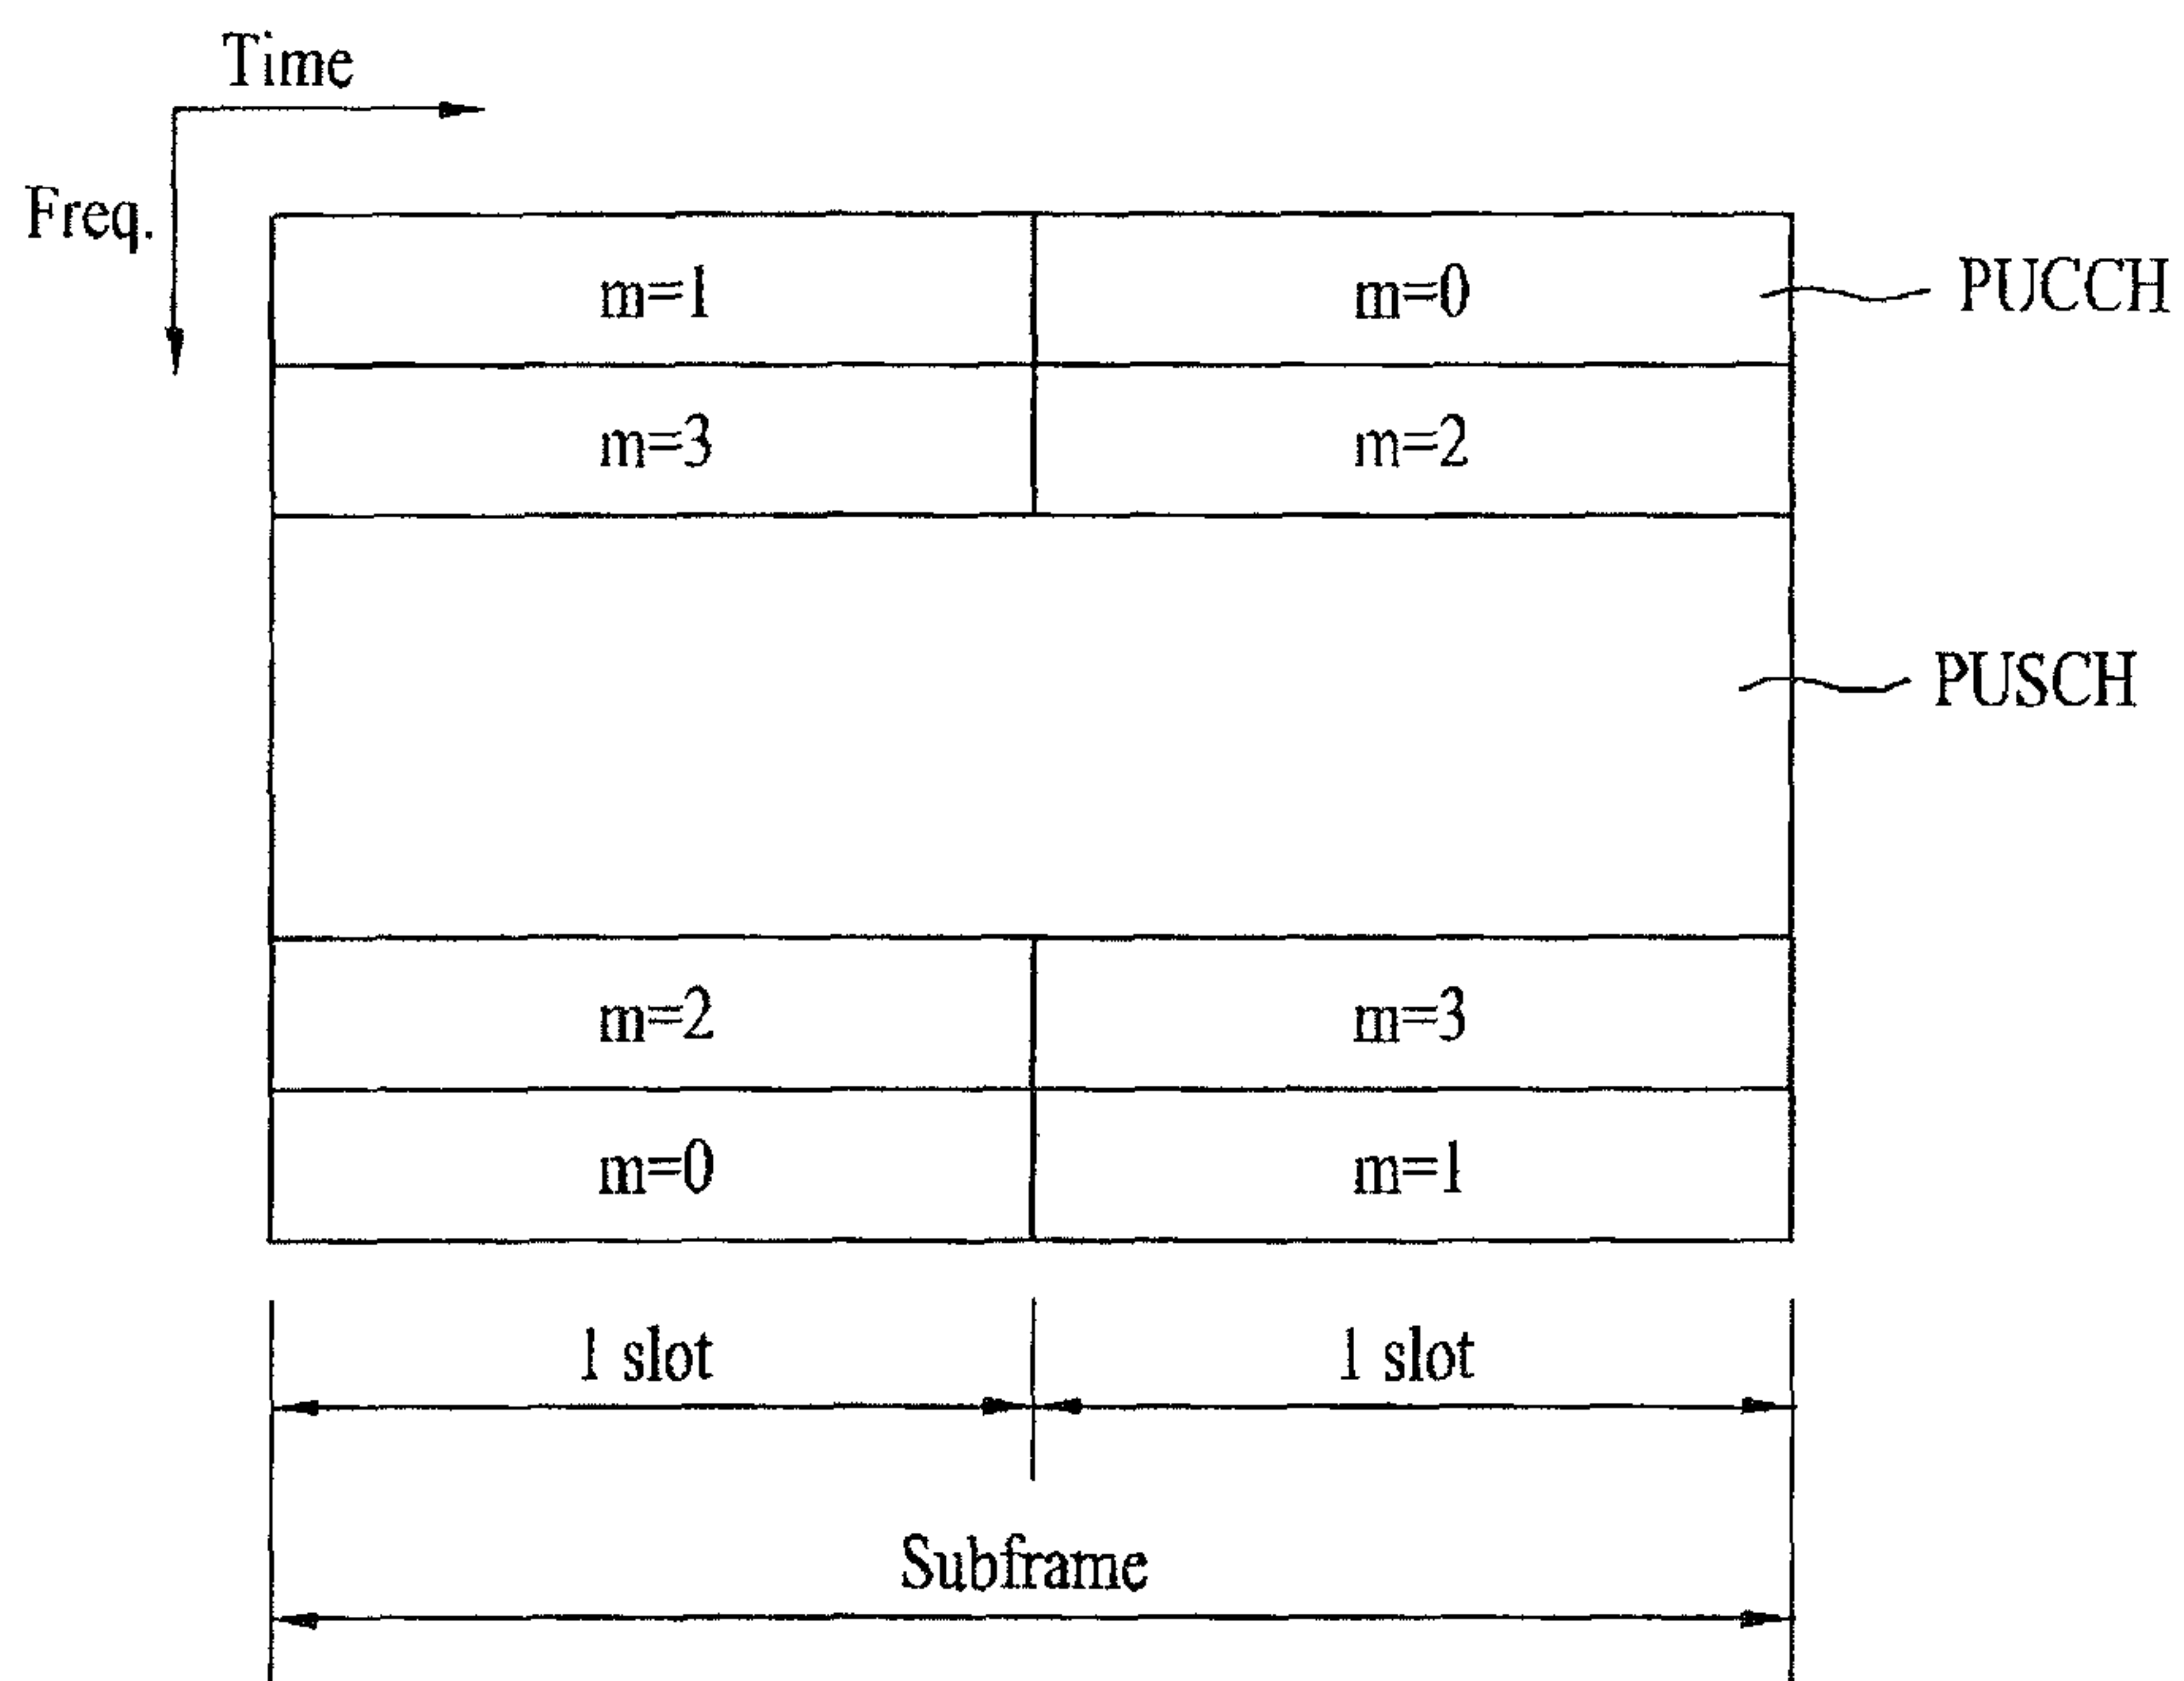 Time
Freq.
m=1 m=0 PUCCH
m=3 m=2
PUSCH
m=2 m=3
m=0 m=1
1 slot 1 slot
Subframe